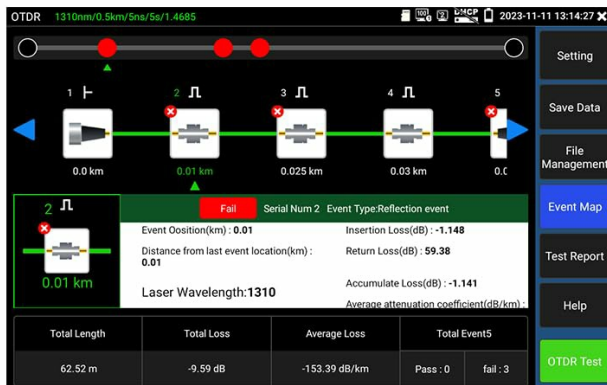 OTDR 1310nm/0.5km/5ns/5s/1.4685 2023-11-11 13:14:27
Setting
1 2 3 4 5
Save Data
0.0 km 0.01 km 0.025 km 0.03 km
File
Management
2 Fail Serial Num 2 Event Type:Reflection event
Event Map
Event Oosition(km) : 0.01 Insertion Loss(dB) : -1.148
Distance from last event location(km) : Return Loss(dB) : 59.38
0.01
Test Report
0.01 km Laser Wavelength:1310 Accumulate Loss(dB) : -1.141
Average attenuation coefficient(dB/km) :
Help
Total Length Total Loss Average Loss Total Event5
62.52 m -9.59 dB -153.39 dB/km Pass : 0 fail : 3
OTDR Test